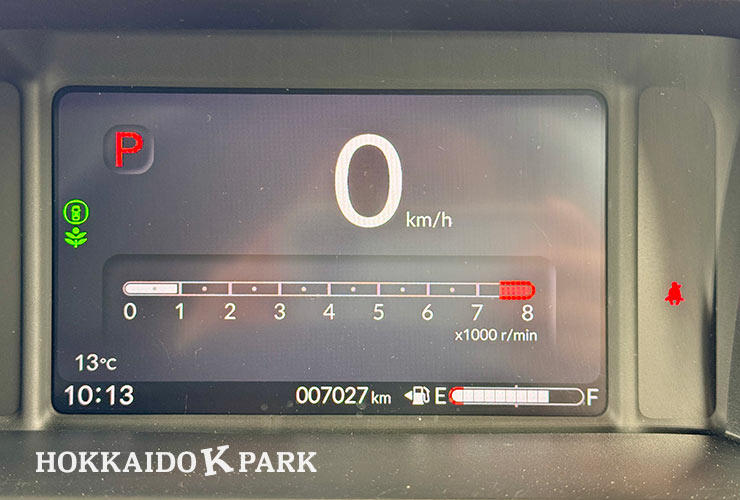 P
0 km/h
0 1 2 3 4 5 6 7 8
x1000 r/min
13°C
10:13 007027 km E F
HOKKAIDO K PARK